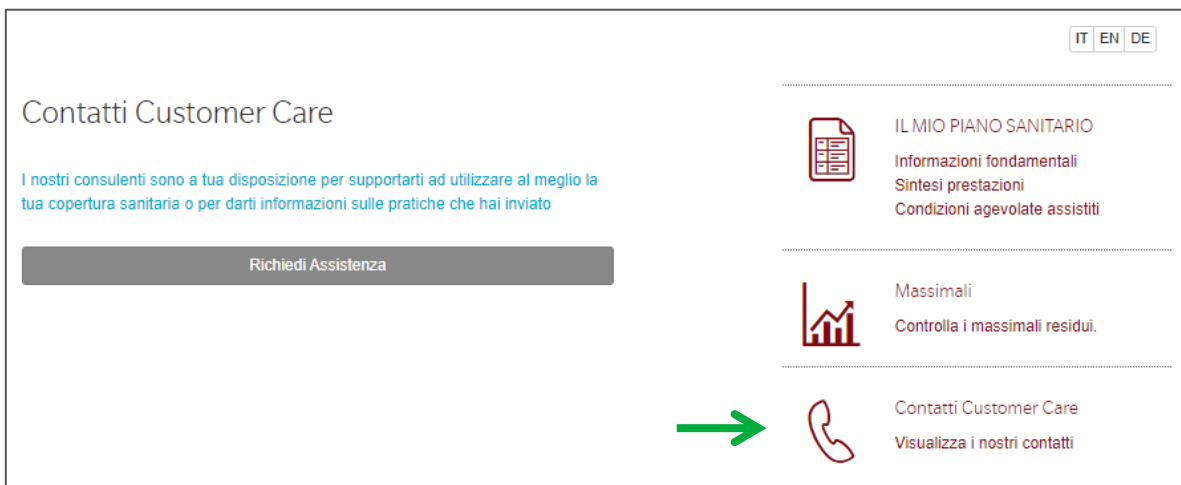 IT EN DE
Contatti Customer Care
I nostri consulenti sono a tua disposizione per supportarti ad utilizzare al meglio la
tua copertura sanitaria o per darti informazioni sulle pratiche che hai inviato
Richiedi Assistenza
IL MIO PIANO SANITARIO
Informazioni fondamentali
Sintesi prestazioni
Condizioni agevolate assistiti
Massimali
Controlla i massimali residui.
Contatti Customer Care
Visualizza i nostri contatti